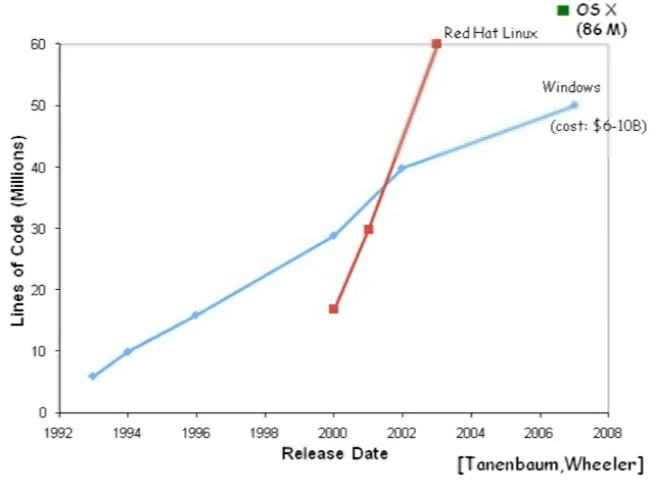 OS X
(86 M)
Red Hat Linux
Windows
(cost: $6-10B)
60
50
40
30
20
10
0
Lines of Code (Millions)
1992 1994 1996 1998 2000 2002 2004 2006 2008
Release Date
[Tanenbaum,Wheeler]